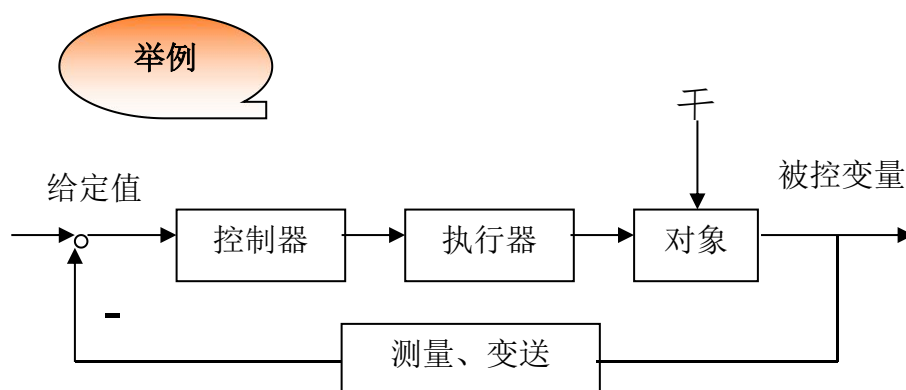 举例
干
给定值
被控变量
控制器
执行器
对象
-
测量、变送